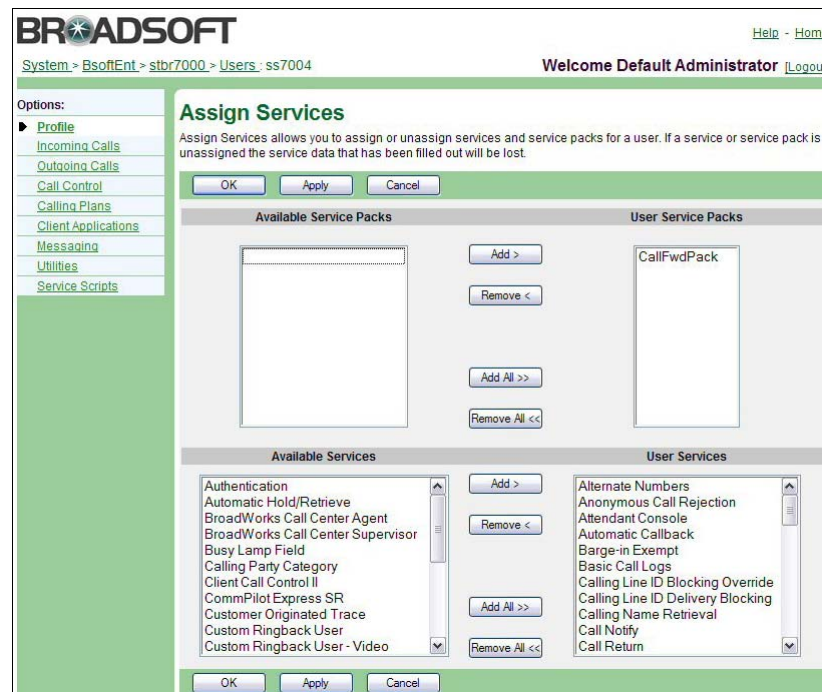 BROADSOFT
Help - Hom
System > BsoftEnt > stbr7000 > Users : ss7004
Welcome Default Administrator [Logou
Options:
Profile
Incoming Calls
Outgoing Calls
Call Control
Calling Plans
Client Applications
Messaging
Utilities
Service Scripts
Assign Services
Assign Services allows you to assign or unassign services and service packs for a user. If a service or service pack is
unassigned the service data that has been filled out will be lost.
OK Apply Cancel
Available Service Packs User Service Packs
CallFwdPack
Add >
Remove <
Add All >>
Remove All <<
Available Services User Services
Authentication
Automatic Hold/Retrieve
BroadWorks Call Center Agent
BroadWorks Call Center Supervisor
Busy Lamp Field
Calling Party Category
Client Call Control II
CommPilot Express SR
Customer Originated Trace
Custom Ringback User
Custom Ringback User - Video
Add >
Remove <
Add All >>
Remove All <<
Alternate Numbers
Anonymous Call Rejection
Attendant Console
Automatic Callback
Barge-in Exempt
Basic Call Logs
Calling Line ID Blocking Override
Calling Line ID Delivery Blocking
Calling Name Retrieval
Call Notify
Call Return
OK Apply Cancel